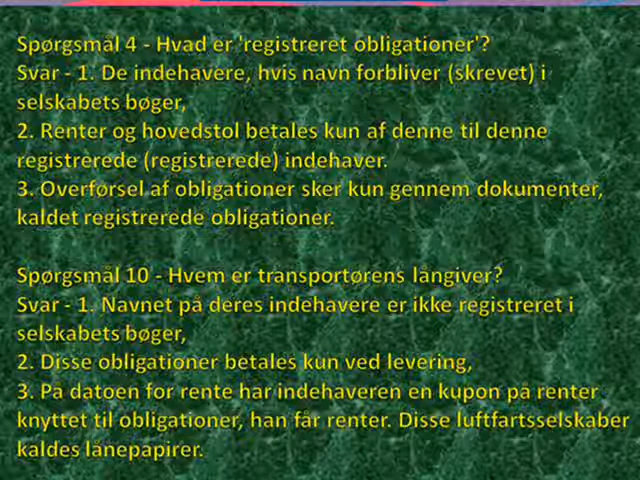 Spørgsmål 4 - Hvad er 'registreret obligationer'?
Svar - 1. De indehavere, hvis navn forbliver (skrevet) i
selskabets bøger,
2. Renter og hovedstol betales kun af denne til denne
registrerede (registrerede) indehaver.
3. Overførsel af obligationer sker kun gennem dokumenter,
kaldet registrerede obligationer.
Spørgsmål 10 - Hvem er transportørens långiver?
Svar - 1. Navnet på deres indehavere er ikke registreret i
selskabets bøger,
2. Disse obligationer betales kun ved levering,
3. På datoen for rente har indehaveren en kupon på renter
knyttet til obligationer, han får renter. Disse luftfartsselskaber
kaldes lånepapirer.